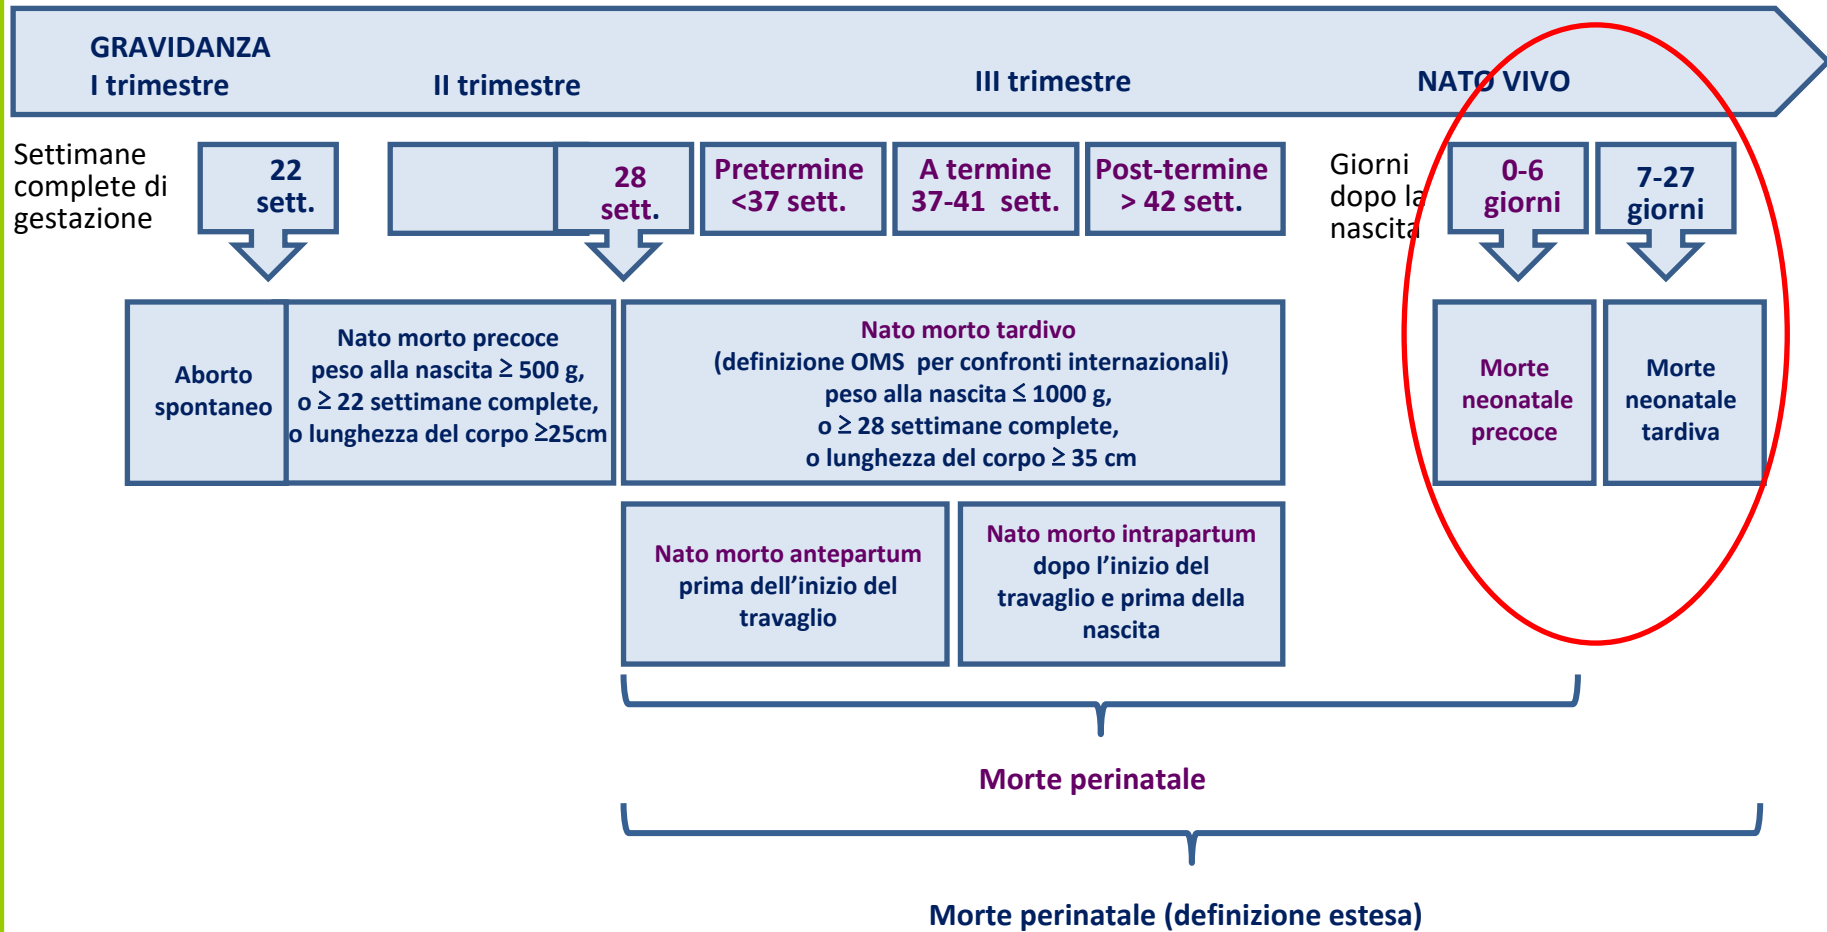 GRAVIDANZA
I trimestre
II trimestre
III trimestre
NATO VIVO
Settimane
complete di
gestazione
22
sett.
28
sett.
Pretermine
<37 sett.
A termine
37-41 sett.
Post-termine
> 42 sett.
Giorni
dopo la
nascita
0-6
giorni
7-27
giorni
Aborto
spontaneo
Nato morto precoce
peso alla nascita ≥ 500 g,
o ≥ 22 settimane complete,
o lunghezza del corpo ≥25cm
Nato morto tardivo
(definizione OMS per confronti internazionali)
peso alla nascita ≤ 1000 g,
o ≥ 28 settimane complete,
o lunghezza del corpo ≥ 35 cm
Morte
neonatale
precoce
Morte
neonatale
tardiva
Nato morto antepartum
prima dell’inizio del
travaglio
Nato morto intrapartum
dopo l’inizio del
travaglio e prima della
nascita
Morte perinatale
Morte perinatale (definizione estesa)